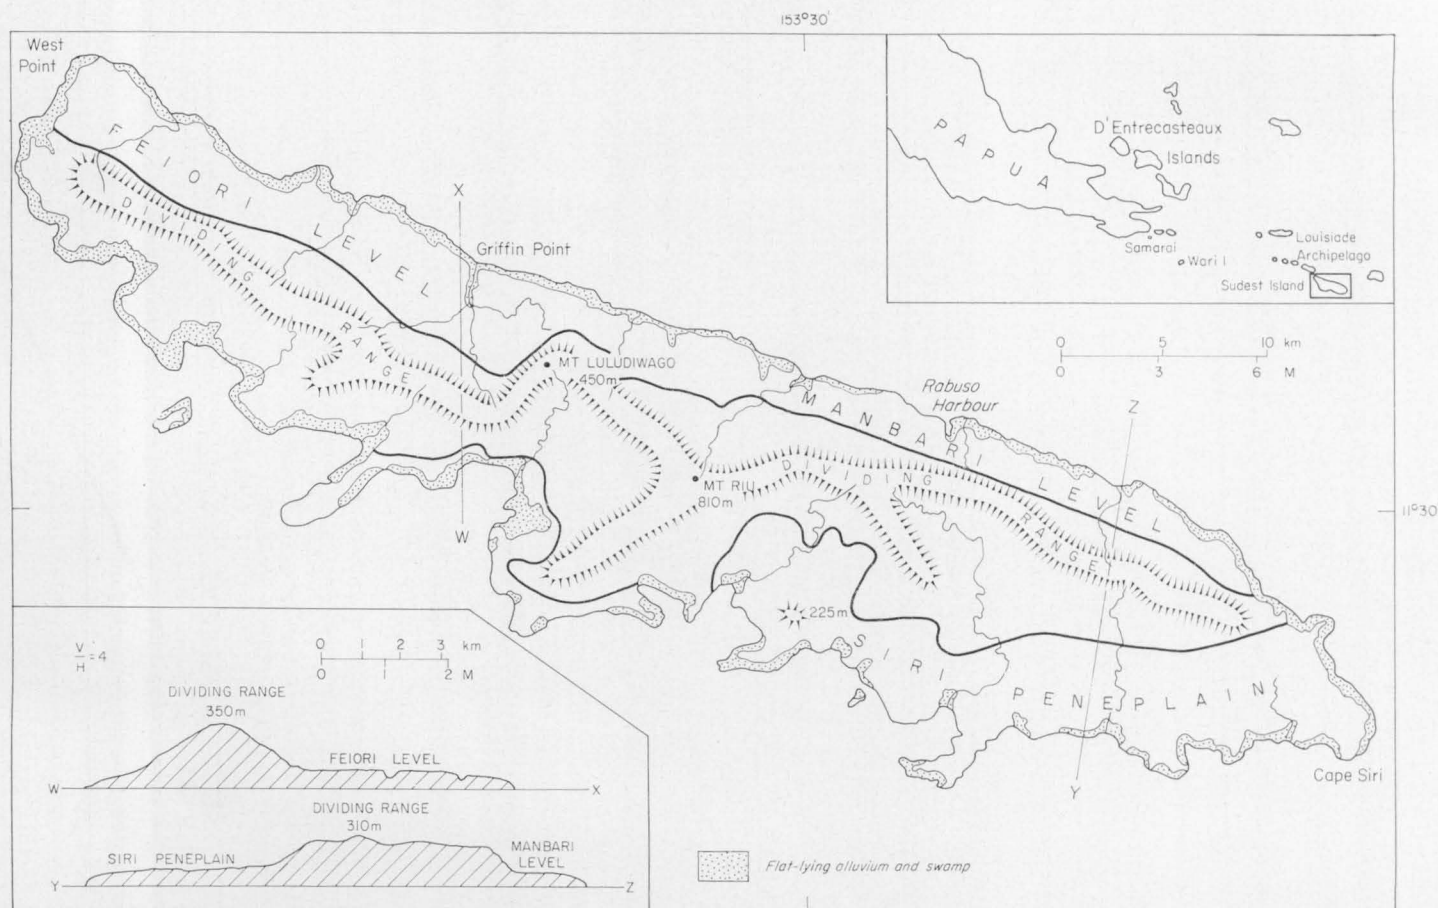 153°30'
West
Point
FEIORI LEVEL
DIVIDING RANGE
X
Griffin Point
W
MT LULUDIWAGO
450m
MT RIU
810m
MANBARI LEVEL
Rabuso
Harbour
Z
DIVIDING RANGE
11°30
225m
SIRI PENEPLAIN
Y
Cape Siri
PAPUA
D'Entrecasteaux
Islands
Samarai
Wari I
Louisiade
Archipelago
Sudest Island
0 5 10 km
0 3 6 M
V/H = 4
0 1 2 3 km
0 1 2 M
DIVIDING RANGE
350m
FEIORI LEVEL
W X
DIVIDING RANGE
310m
SIRI PENEPLAIN
MANBARI
LEVEL
Y Z
Flat-lying alluvium and swamp